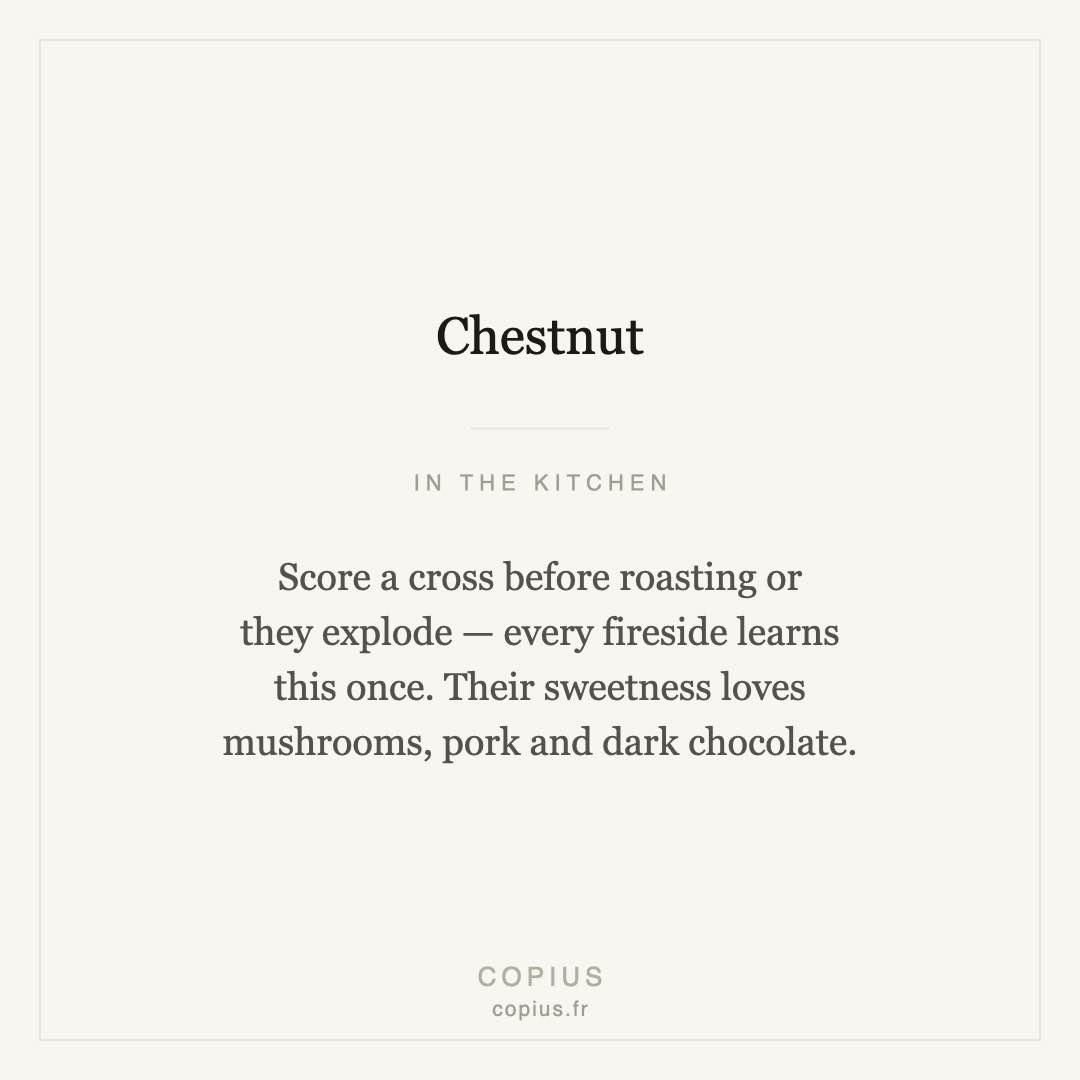 Chestnut
IN THE KITCHEN
Score a cross before roasting or
they explode — every fireside learns
this once. Their sweetness loves
mushrooms, pork and dark chocolate.
COPIUS
copius.fr